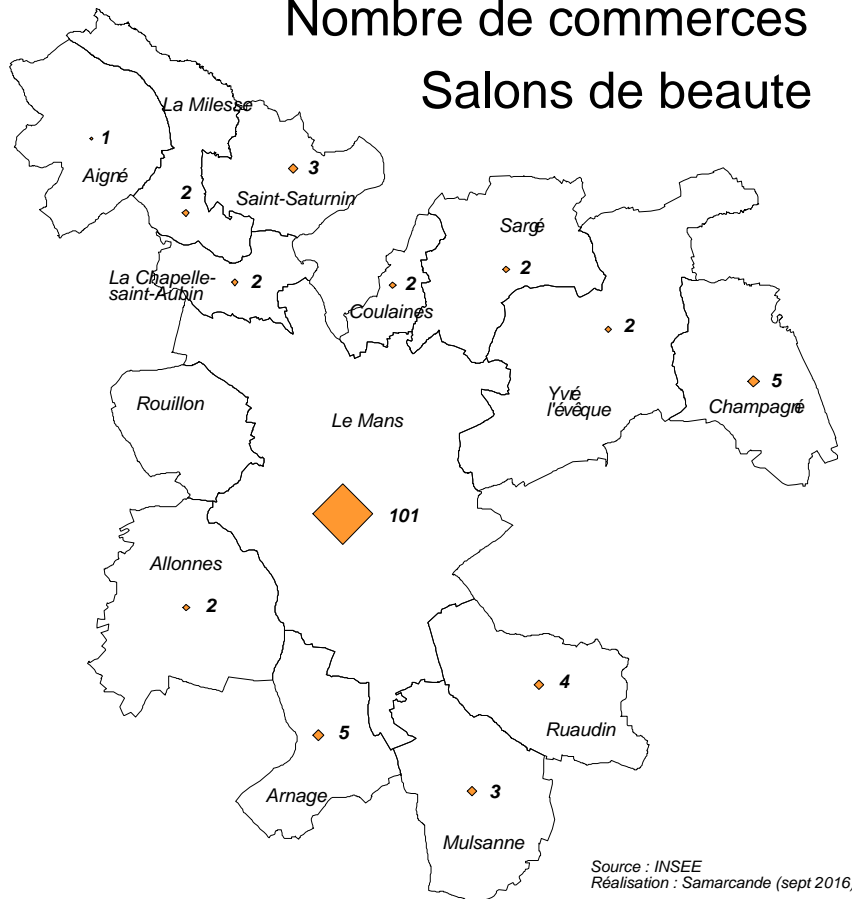 Nombre de commerces
Salons de beaute
La Milesse
1
Aigné
3
2
Saint-Saturnin
Sargé
2
La Chapelle-
saint-Aubin
2
2
Coulaines
2
Yvré
l'évêque
5
Champagné
Rouillon
Le Mans
101
Allonnes
2
4
Ruaudin
5
Arnage
3
Mulsanne
Source : INSEE
Réalisation : Samarcande (sept 2016)